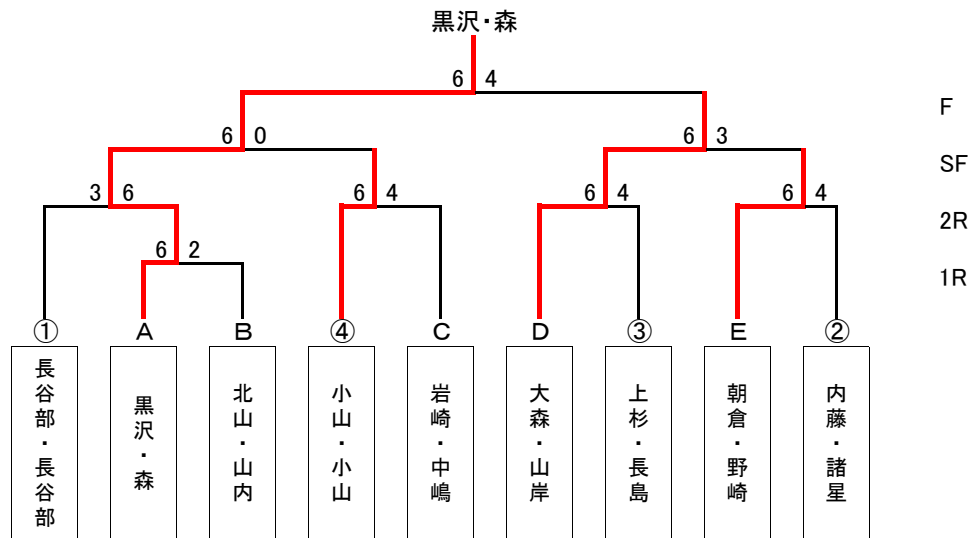 黒沢・森
6 4
F
6 0
6 3
SF
3 6
6 4
6 4
6 4
2R
6 2
1R
① A B ④ C D ③ E ②
長谷部・長谷部
黒沢・森
北山・山内
小山・小山
岩崎・中嶋
大森・山岸
上杉・長島
朝倉・野崎
内藤・諸星